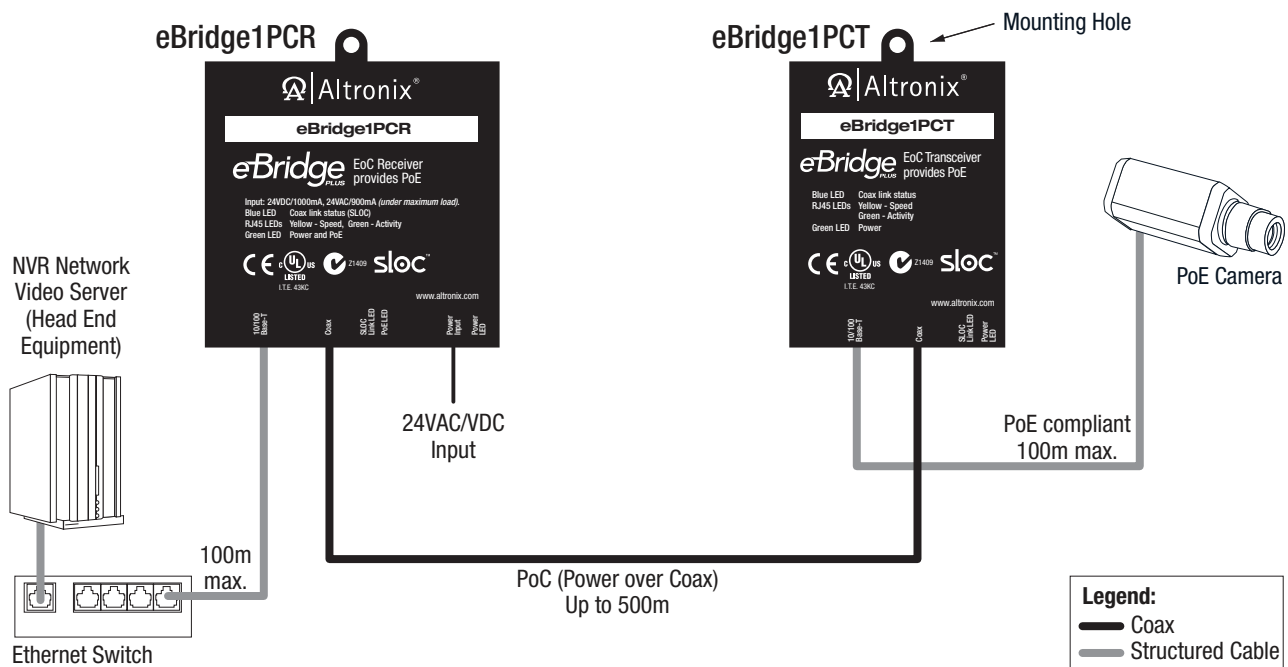 eBridge1PCR
eBridge1PCT
Mounting Hole
Altronix®
eBridge1PCR
eBridge PLUS
EoC Receiver
provides PoE
Input: 24VDC/1000mA, 24VAC/900mA (under maximum load).
Blue LED Coax link status (SLOC)
RJ45 LEDs Yellow - Speed, Green - Activity
Green LED Power and PoE
CE
c UL us
LISTED
I.T.E. 43KC
Z1409
sloc™
www.altronix.com
10/100
Base-T
Coax
SLOC
Link LED
PoE LED
Power
Input
Power
LED
Altronix®
eBridge1PCT
eBridge PLUS
EoC Transceiver
provides PoE
Blue LED Coax link status
RJ45 LEDs Yellow - Speed
Green - Activity
Green LED Power
CE
c UL us
LISTED
I.T.E. 43KC
Z1409
sloc™
www.altronix.com
10/100
Base-T
Coax
SLOC
Link LED
Power
LED
PoE Camera
NVR Network
Video Server
(Head End
Equipment)
24VAC/VDC
Input
PoE compliant
100m max.
100m
max.
PoC (Power over Coax)
Up to 500m
Ethernet Switch
Legend:
Coax
Structured Cable